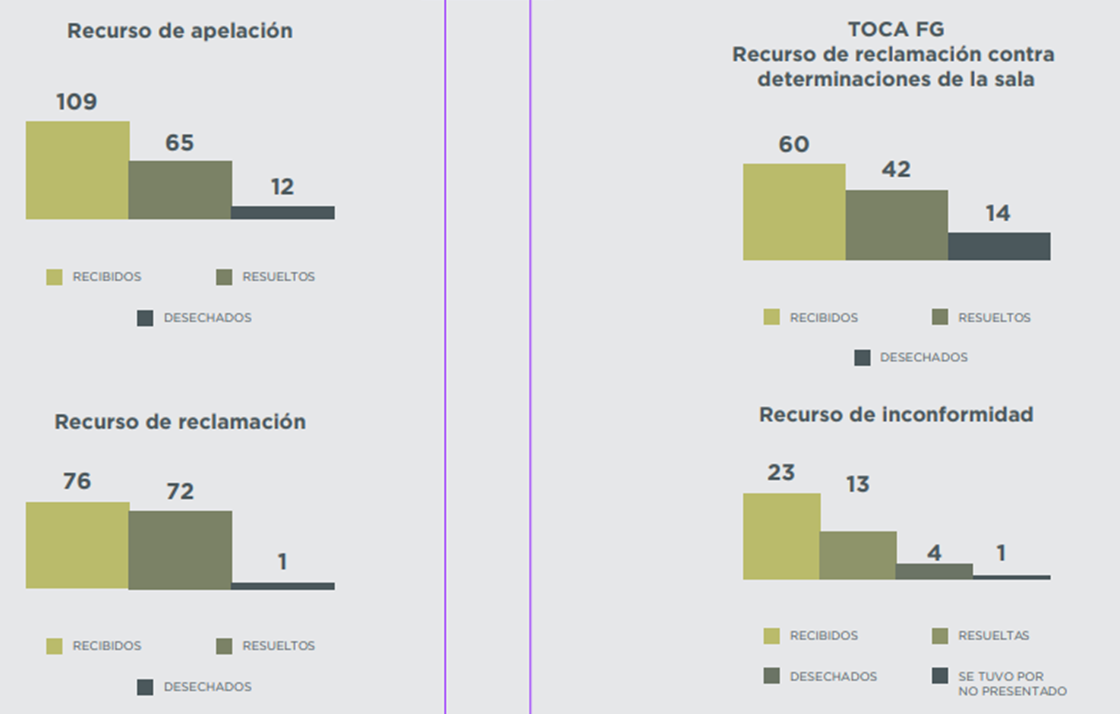 Recurso de apelación
109
65
12
RECIBIDOS
RESUELTOS
DESECHADOS
Recurso de reclamación
76
72
1
RECIBIDOS
RESUELTOS
DESECHADOS
TOCA FG
Recurso de reclamación contra
determinaciones de la sala
60
42
14
RECIBIDOS
RESUELTOS
DESECHADOS
Recurso de inconformidad
23
13
4
1
RECIBIDOS
RESUELTAS
DESECHADOS
SE TUVO POR
NO PRESENTADO